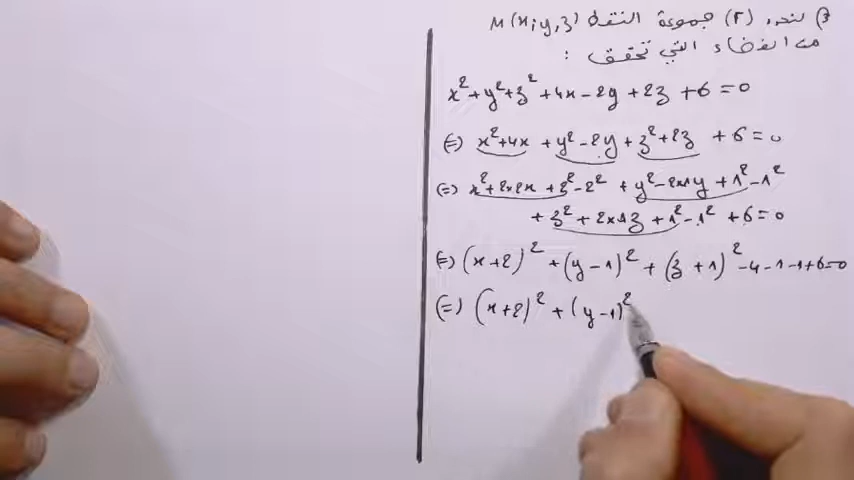 3) لنحدد (Γ) مجموعة النقط M(x,y,z)
من الفضاء التي تحقق :
x² + y² + z² + 4x - 2y + 2z + 6 = 0
(=) x² + 4x + y² - 2y + z² + 2z + 6 = 0
(=) x² + 2×2x + 2² - 2² + y² - 2×1y + 1² - 1²
+ z² + 2×1z + 1² - 1² + 6 = 0
(=) (x+2)² + (y-1)² + (z+1)² - 4 - 1 - 1 + 6 = 0
(=) (x+2)² + (y-1)²